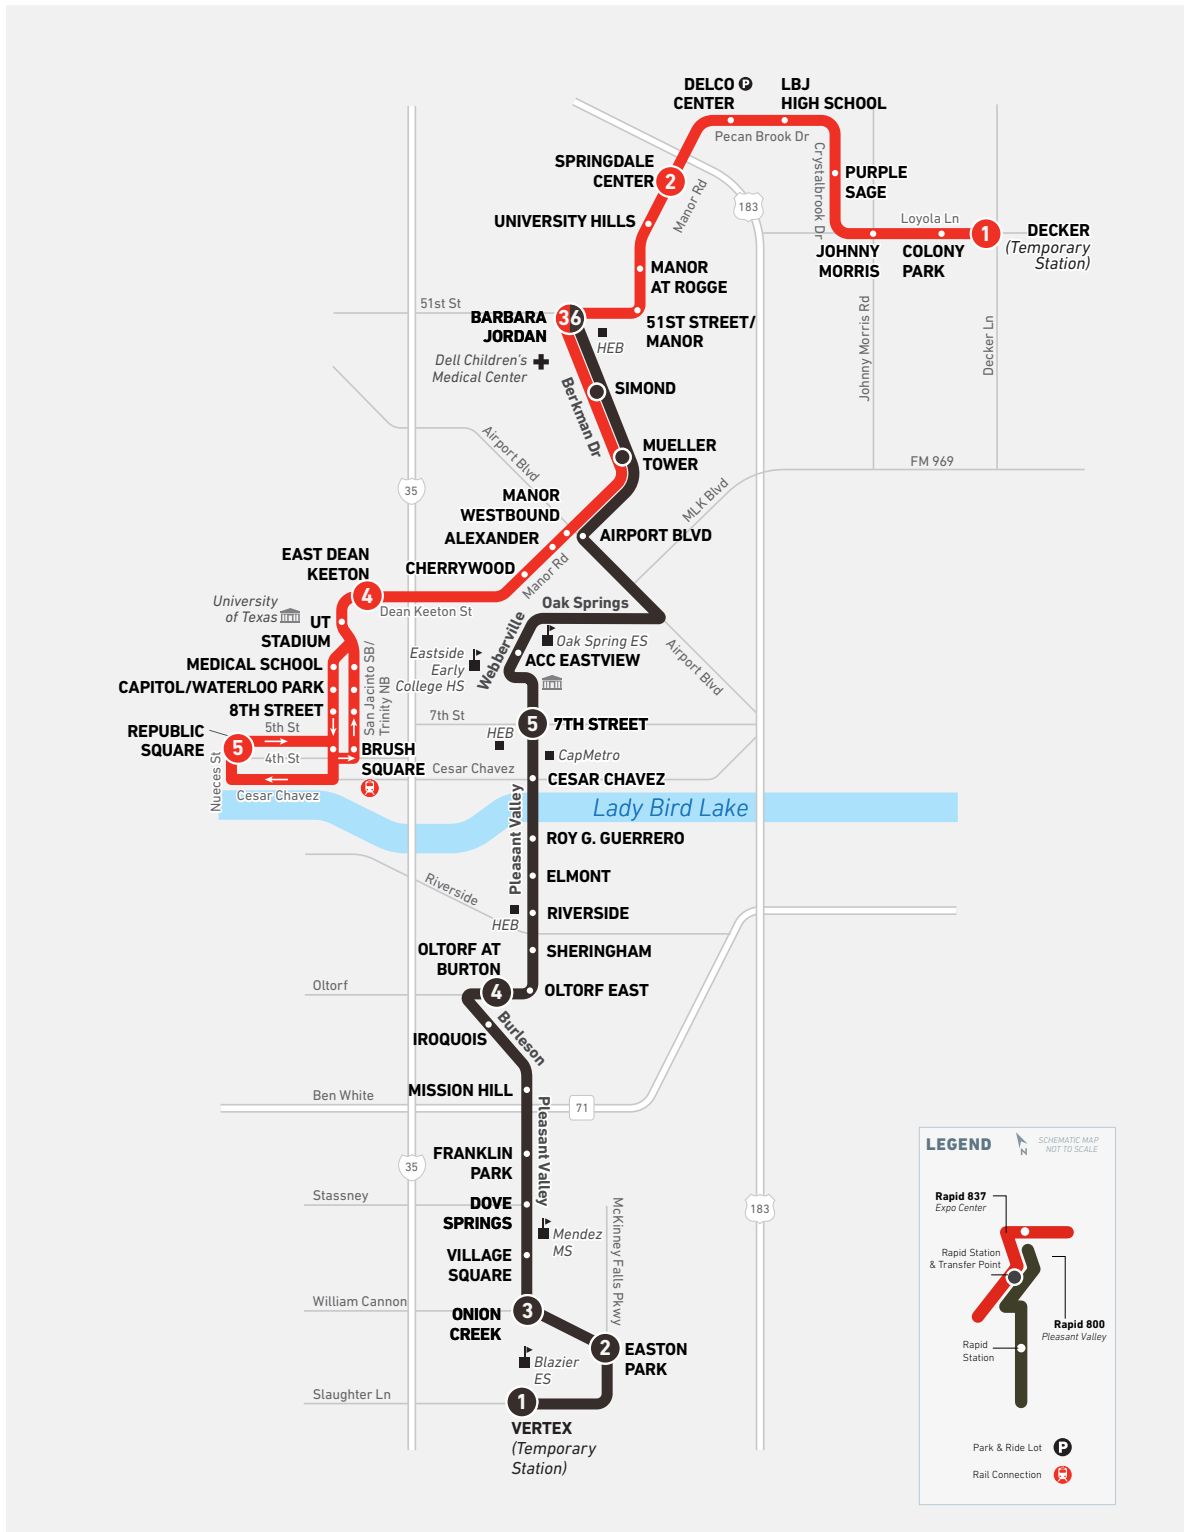 DELCO P
CENTER
LBJ
HIGH SCHOOL
Pecan Brook Dr
SPRINGDALE
CENTER
2
Manor Rd
183
Crystalbrook Dr
PURPLE
SAGE
Loyola Ln
1
DECKER
(Temporary
Station)
JOHNNY
MORRIS
COLONY
PARK
UNIVERSITY HILLS
MANOR
AT ROGGE
51st St
BARBARA
JORDAN
3
6
51ST STREET/
MANOR
HEB
Johnny Morris Rd
Decker Ln
Dell Children's
Medical Center
Berkman Dr
SIMOND
MUELLER
TOWER
Airport Blvd
FM 969
MLK Blvd
35
MANOR
WESTBOUND
ALEXANDER
AIRPORT BLVD
CHERRYWOOD
Manor Rd
EAST DEAN
KEETON
4
Dean Keeton St
University
of Texas
UT
STADIUM
Oak Springs
Oak Spring ES
Webberville
ACC EASTVIEW
Airport Blvd
Eastside
Early
College HS
MEDICAL SCHOOL
CAPITOL/WATERLOO PARK
8TH STREET
San Jacinto SB/
Trinity NB
7th St
5
7TH STREET
HEB
CapMetro
REPUBLIC
SQUARE
5
5th St
4th St
BRUSH
SQUARE
Nueces St
Cesar Chavez
Cesar Chavez
CESAR CHAVEZ
Lady Bird Lake
Pleasant Valley
ROY G. GUERRERO
ELMONT
Riverside
RIVERSIDE
HEB
SHERINGHAM
OLTORF AT
BURTON
4
OLTORF EAST
Oltorf
Burleson
IROQUOIS
MISSION HILL
Ben White
71
Pleasant Valley
FRANKLIN
PARK
35
Stassney
DOVE
SPRINGS
Mendez
MS
McKinney Falls Pkwy
183
VILLAGE
SQUARE
William Cannon
3
ONION
CREEK
2
EASTON
PARK
Blazier
ES
Slaughter Ln
1
VERTEX
(Temporary
Station)
LEGEND
N
SCHEMATIC MAP
NOT TO SCALE
Rapid 837
Expo Center
Rapid Station
& Transfer Point
Rapid 800
Pleasant Valley
Rapid
Station
Park & Ride Lot P
Rail Connection